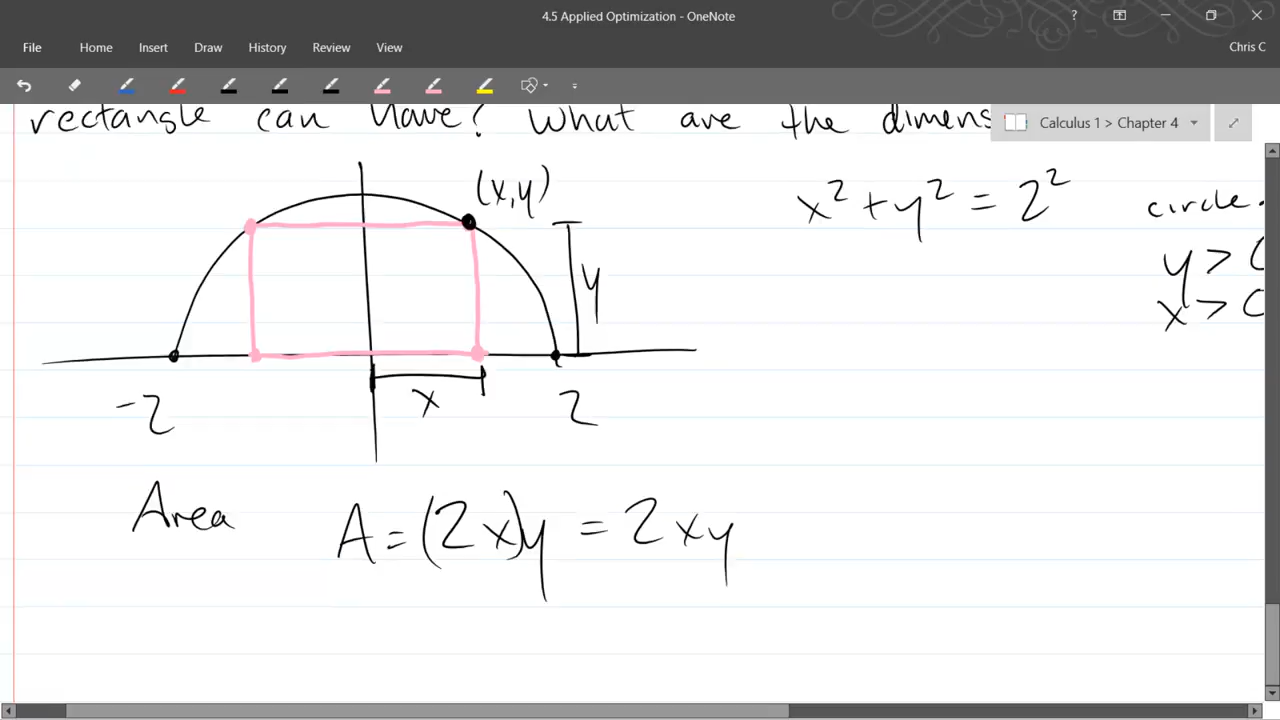 4.5 Applied Optimization - OneNote
File Home Insert Draw History Review View
Chris C
rectangle can have? What are the dimens
Calculus 1 > Chapter 4
(x,y)
x² + y² = 2²
circle.
y > 0
x > 0
y
x
-2
2
Area A = (2x)y = 2xy